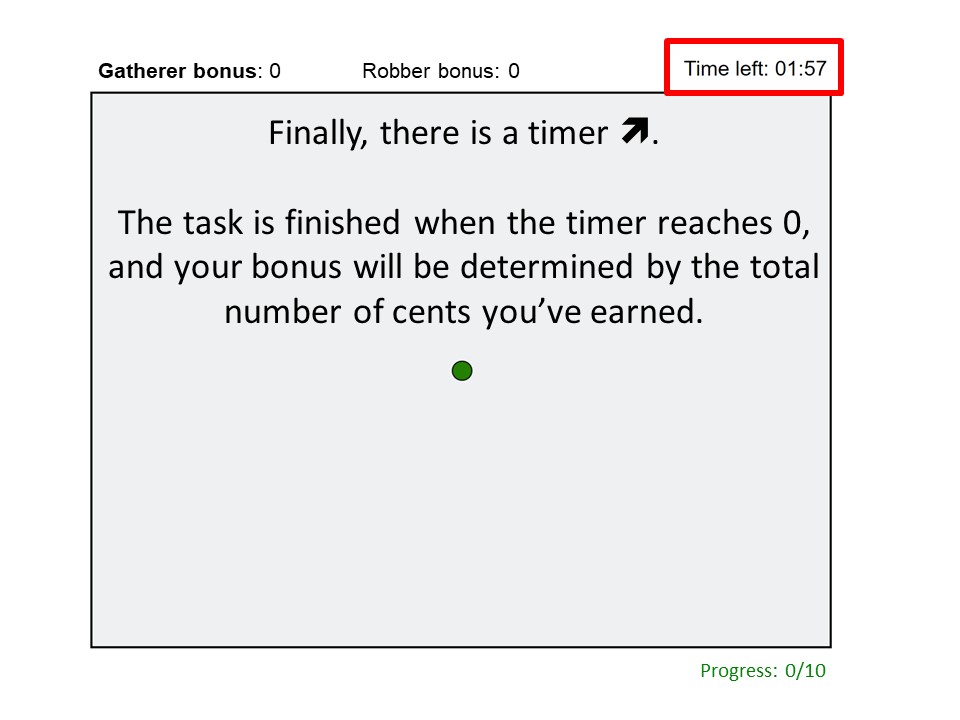 Gatherer bonus: 0 Robber bonus: 0 Time left: 01:57
Finally, there is a timer ↗.
The task is finished when the timer reaches 0,
and your bonus will be determined by the total
number of cents you’ve earned.
Progress: 0/10